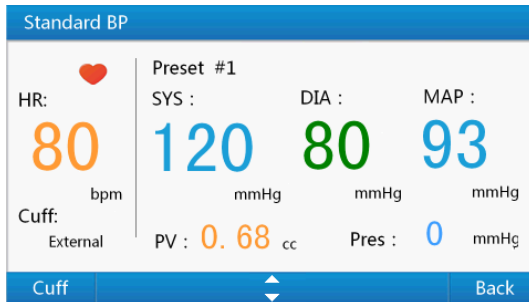 Standard BP
Preset #1
HR:
SYS : DIA : MAP :
80 120 80 93
bpm mmHg mmHg mmHg
Cuff:
External
PV : 0. 68 cc Pres : 0 mmHg
Cuff Back